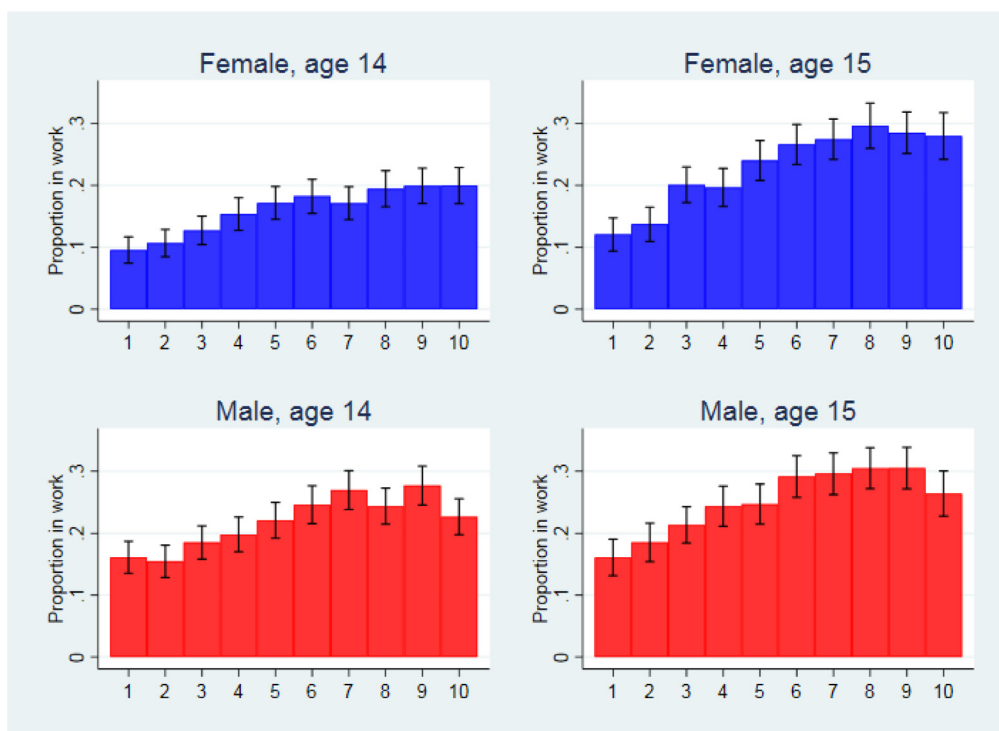 Female, age 14
Proportion in work
0 .1 .2 .3
1 2 3 4 5 6 7 8 9 10
Female, age 15
Proportion in work
0 .1 .2 .3
1 2 3 4 5 6 7 8 9 10
Male, age 14
Proportion in work
0 .1 .2 .3
1 2 3 4 5 6 7 8 9 10
Male, age 15
Proportion in work
0 .1 .2 .3
1 2 3 4 5 6 7 8 9 10